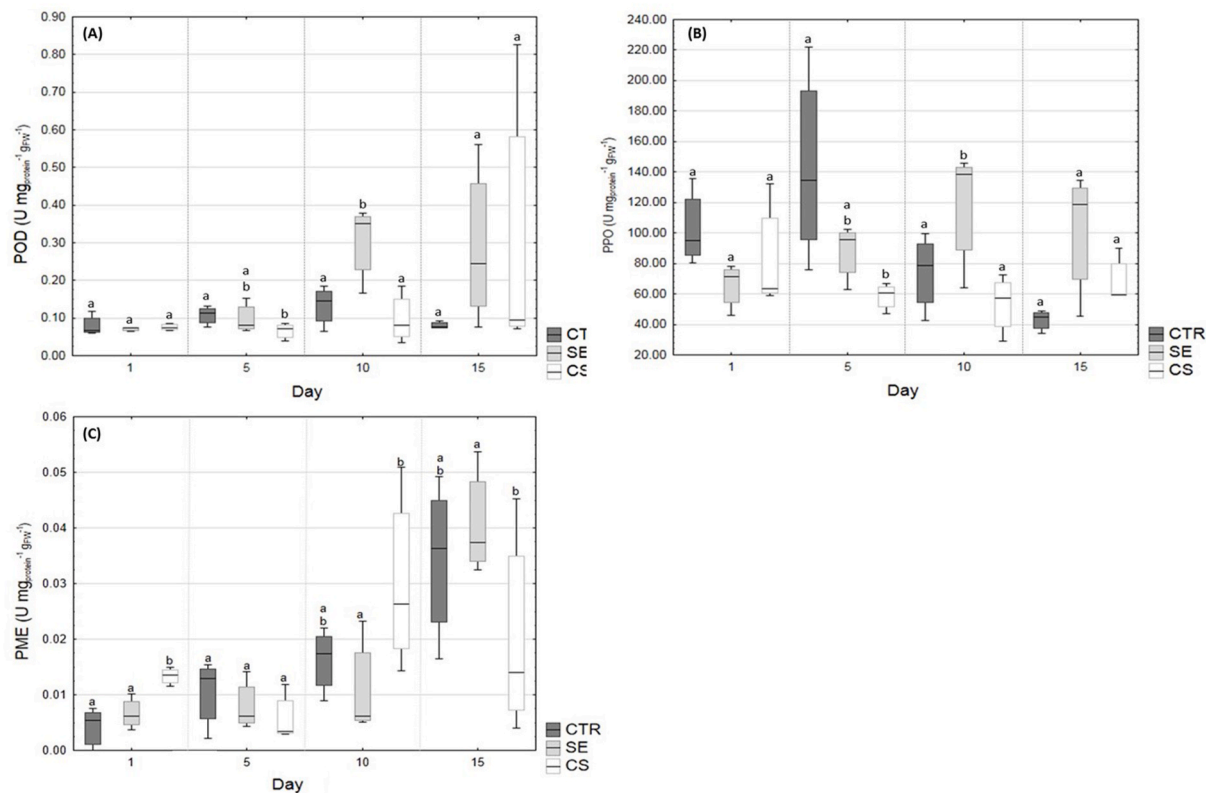 (A)
POD (U mgprotein-1 gFW-1)
0.90
0.80
0.70
0.60
0.50
0.40
0.30
0.20
0.10
0.00
a
a
a
a
a
b
b
a
b
a
a
a
a
1
5
10
15
Day
CT
SE
CS
(B)
PPO (U mgprotein-1 gFW-1)
240.00
220.00
200.00
180.00
160.00
140.00
120.00
100.00
80.00
60.00
40.00
20.00
a
a
a
a
a
b
b
a
b
a
a
a
a
1
5
10
15
Day
CTR
SE
CS
(C)
PME (U mgprotein-1 gFW-1)
0.06
0.05
0.04
0.03
0.02
0.01
0.00
a
a
b
a
a
a
a
b
a
b
a
b
a
b
1
5
10
15
Day
CTR
SE
CS